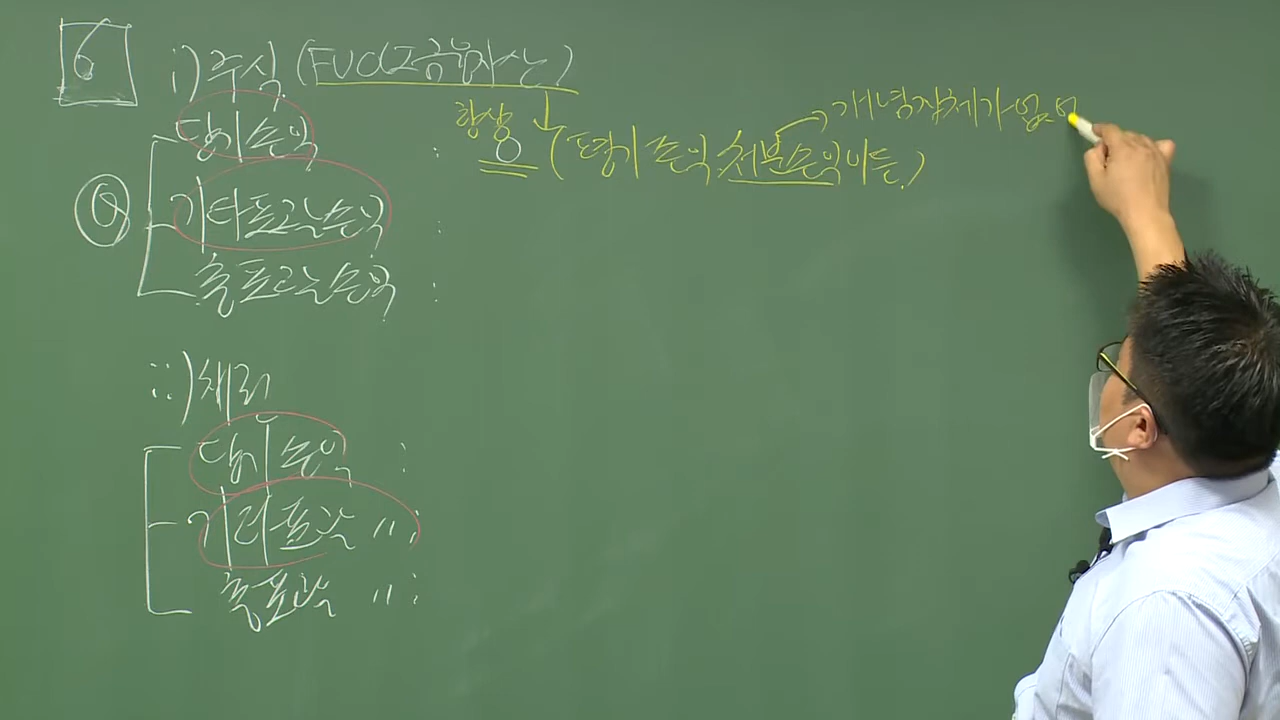 6
i) 주식 (FVOCI금융자산)
당기손익 :
항상 0 (평가손익, 처분손익이든)
개념자체가 없
Q
기타포괄손익 :
총포괄손익 :
ii) 채권
당기손익 :
기타포괄 " :
총포괄 " :